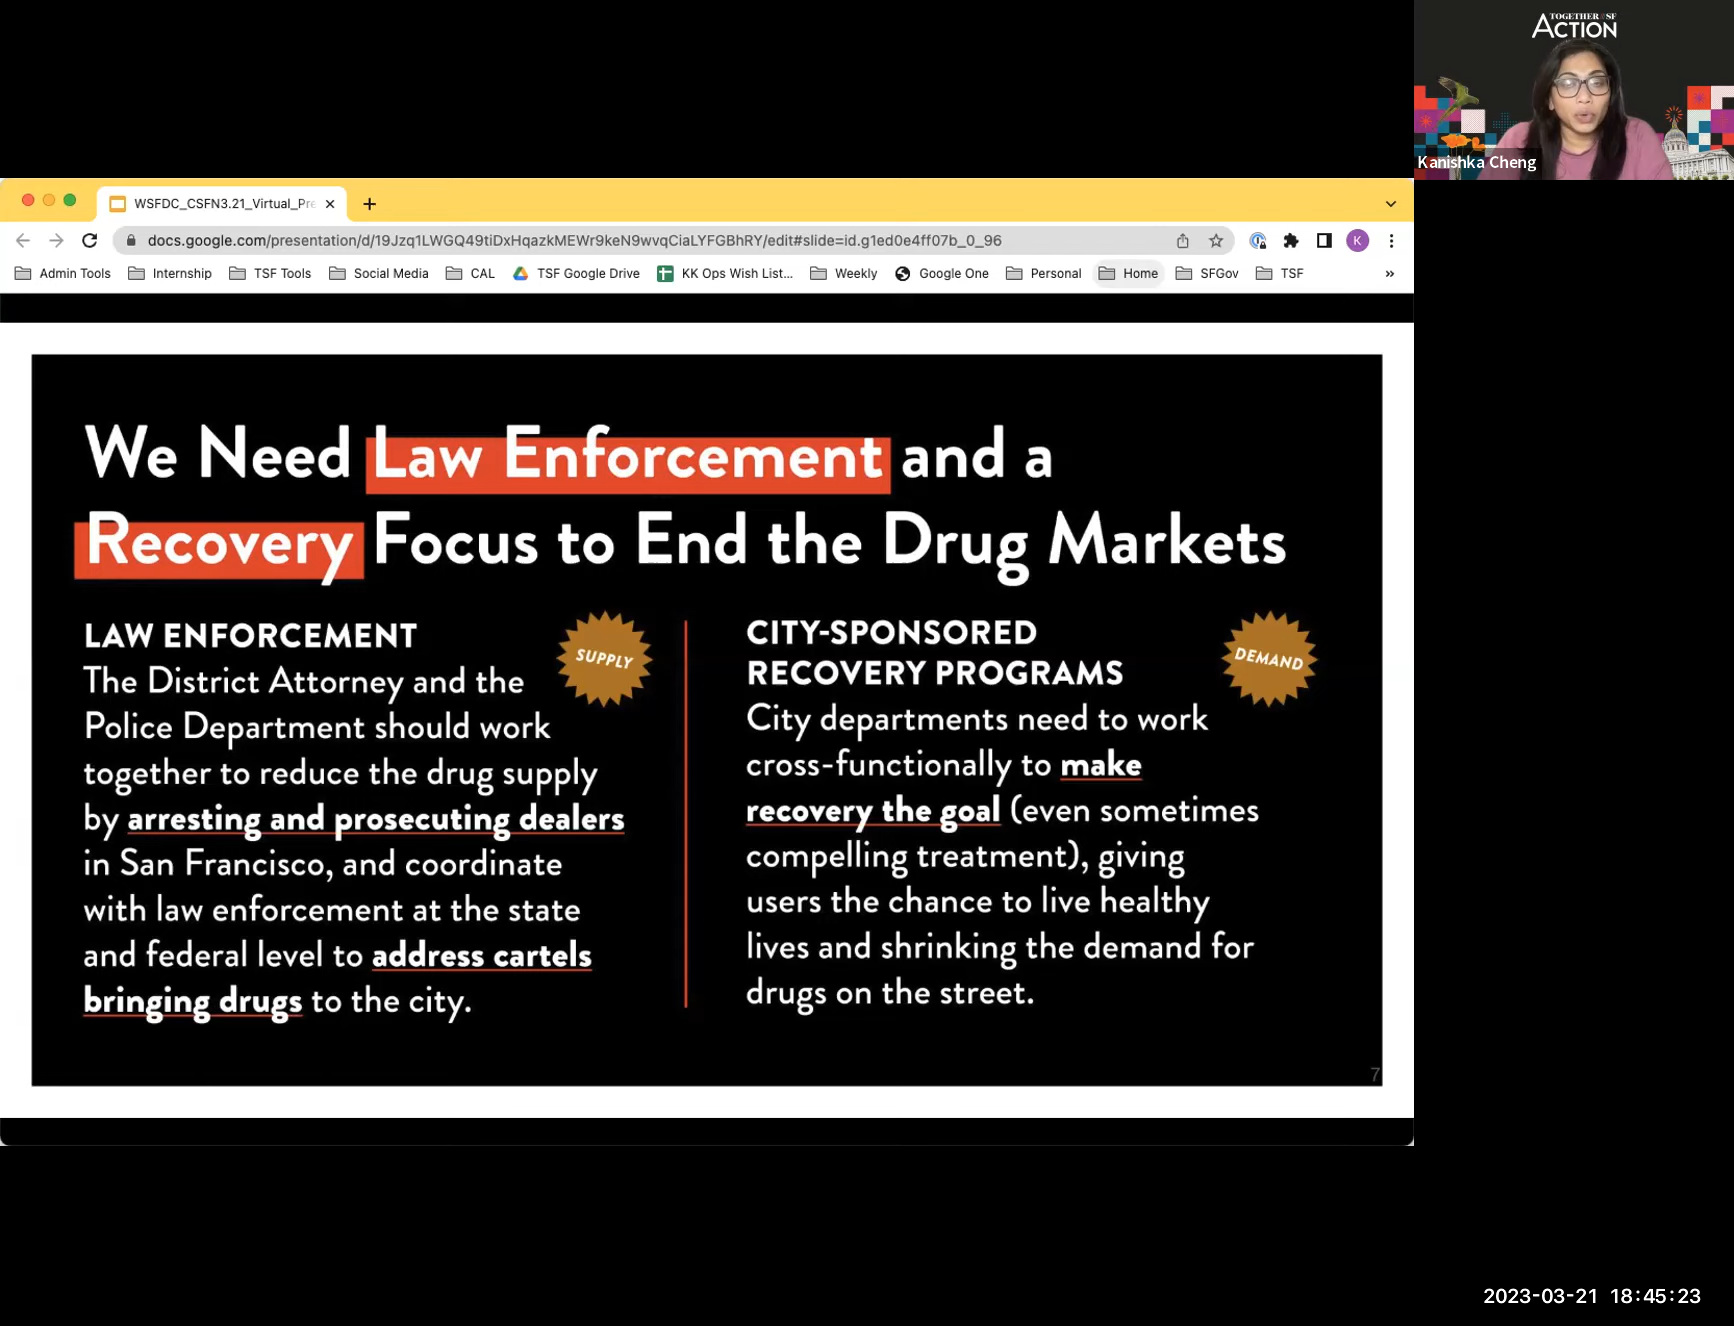 TOGETHER SF
ACTION
Kanishka Cheng
WSFDC_CSFN3.21_Virtual_Pre
docs.google.com/presentation/d/19Jzq1LWGQ49tiDxHqazkMEWr9keN9wvqCiaLYFGBhRY/edit#slide=id.g1ed0e4ff07b_0_96
K
Admin Tools Internship TSF Tools Social Media CAL TSF Google Drive KK Ops Wish List... Weekly Google One Personal Home SFGov TSF »
We Need Law Enforcement and a
Recovery Focus to End the Drug Markets
LAW ENFORCEMENT
SUPPLY
The District Attorney and the
Police Department should work
together to reduce the drug supply
by arresting and prosecuting dealers
in San Francisco, and coordinate
with law enforcement at the state
and federal level to address cartels
bringing drugs to the city.
CITY-SPONSORED
RECOVERY PROGRAMS
DEMAND
City departments need to work
cross-functionally to make
recovery the goal (even sometimes
compelling treatment), giving
users the chance to live healthy
lives and shrinking the demand for
drugs on the street.
7
2023-03-21 18:45:23